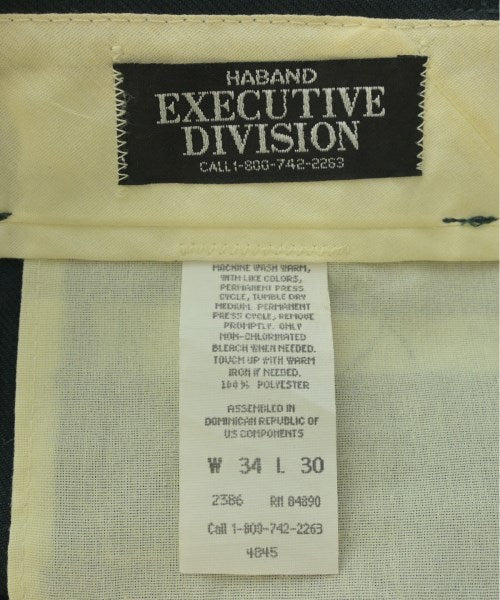 HABAND
EXECUTIVE
DIVISION
CALL 1-800-742-2263
MACHINE WASH WARM,
WITH LIKE COLORS,
PERMANENT PRESS
CYCLE, TUMBLE DRY
MEDIUM, PERMANENT
PRESS CYCLE, REMOVE
PROMPTLY. ONLY
NON-CHLORINATED
BLEACH WHEN NEEDED.
TOUCH UP WITH WARM
IRON IF NEEDED.
100% POLYESTER
ASSEMBLED IN
DOMINICAN REPUBLIC OF
US COMPONENTS
W 34 L 30
2386 RN 84890
Call 1-800-742-2263
4845